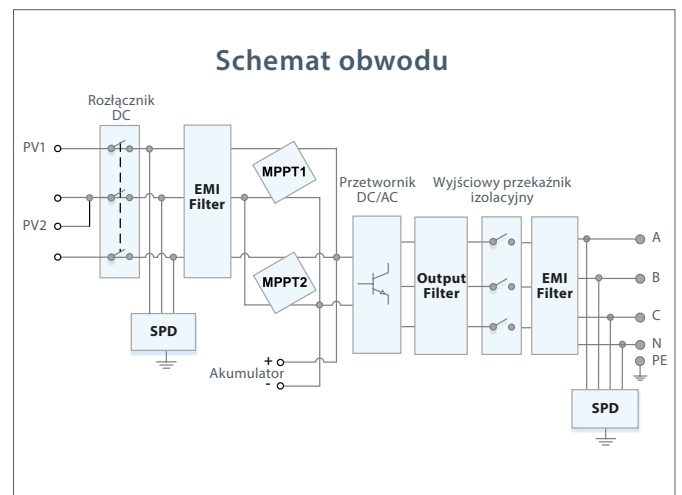 Schemat obwodu
Rozłącznik
DC
PV1
PV2
EMI
Filter
MPPT1
MPPT2
SPD
+
Akumulator
-
Przetwornik
DC/AC
Wyjściowy przekaźnik
izolacyjny
Output
Filter
EMI
Filter
A
B
C
N
PE
SPD